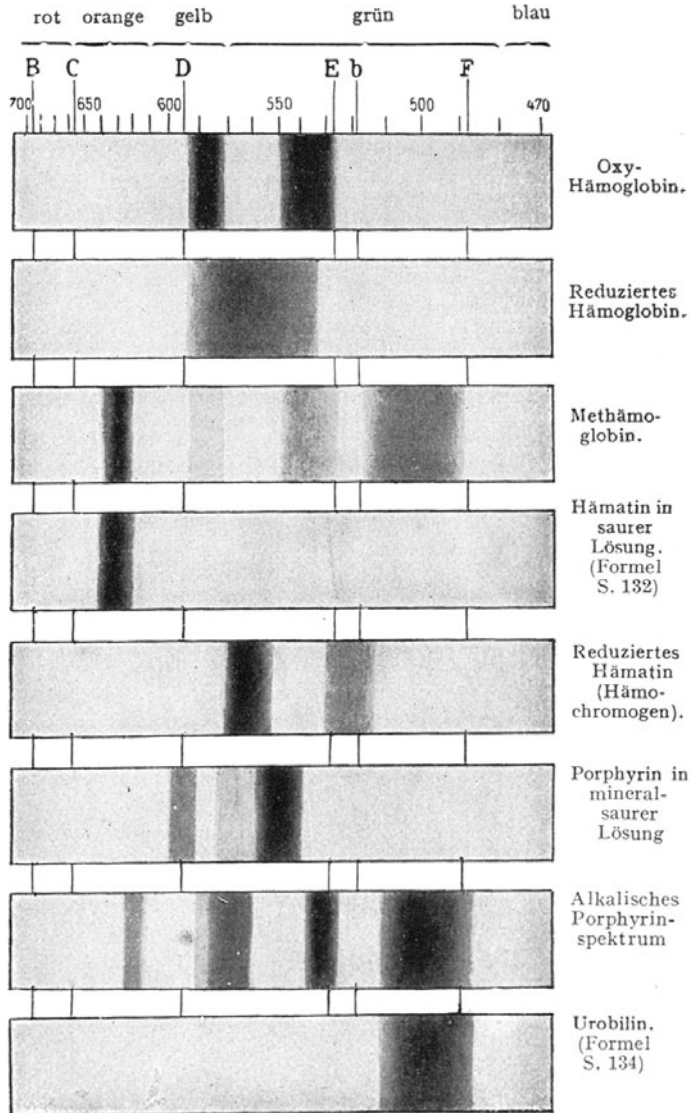 rot orange gelb grün blau
B C D E b F
700 650 600 550 500 470
Oxy-
Hämoglobin.
Reduziertes
Hämoglobin.
Methämo-
globin.
Hämatin in
saurer
Lösung.
(Formel
S. 132)
Reduziertes
Hämatin
(Hämo-
chromogen).
Porphyrin in
mineral-
saurer
Lösung
Alkalisches
Porphyrin-
spektrum
Urobilin.
(Formel
S. 134)